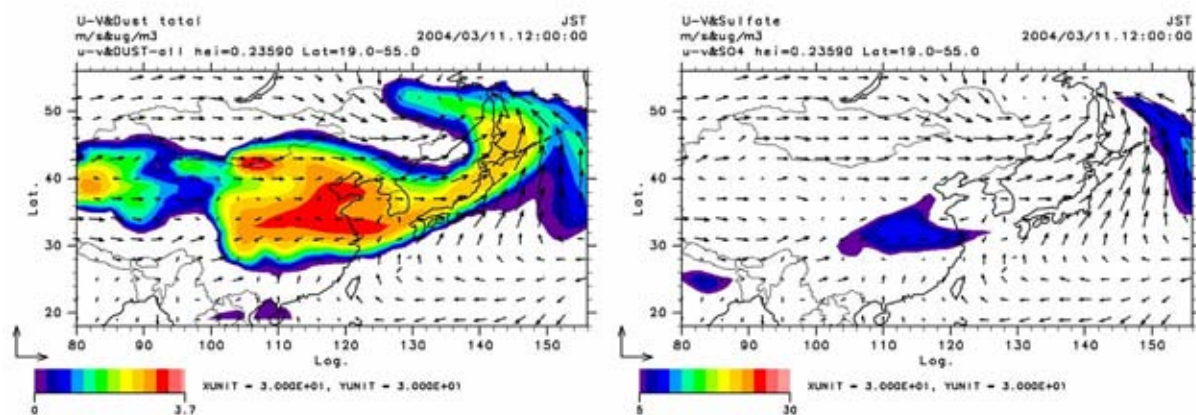 U-V&Dust total JST
m/s&ug/m3 2004/03/11.12:00:00
u-v&DUST-all hei=0.23590 Lat=19.0-55.0
50
40
30
20
Lat.
80 90 100 110 120 130 140 150
Log.
XUNIT = 3.000E+01, YUNIT = 3.000E+01
0 3.7
U-V&Sulfate JST
m/s&ug/m3 2004/03/11.12:00:00
u-v&SO4 hei=0.23590 Lat=19.0-55.0
50
40
30
20
Lat.
80 90 100 110 120 130 140 150
Log.
XUNIT = 3.000E+01, YUNIT = 3.000E+01
5 30